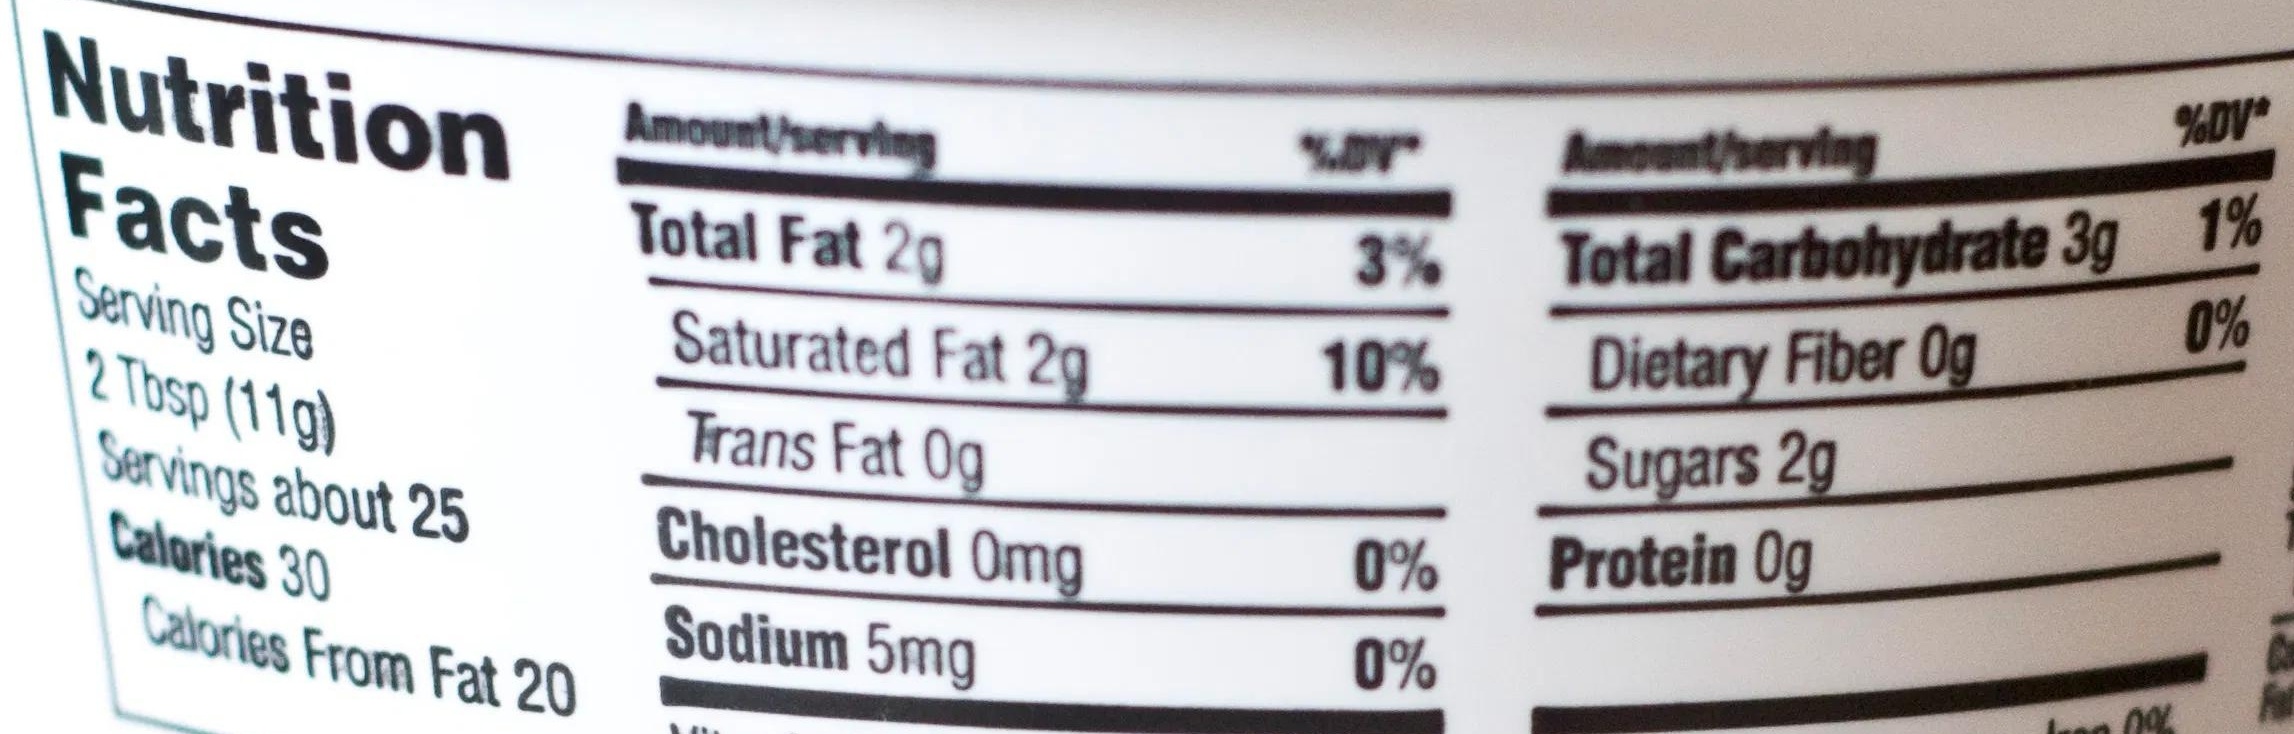 Nutrition
Facts
Serving Size
2 Tbsp (11g)
Servings about 25
Calories 30
Calories From Fat 20
Amount/serving %DV*
Total Fat 2g 3%
Saturated Fat 2g 10%
Trans Fat 0g
Cholesterol 0mg 0%
Sodium 5mg 0%
Amount/serving %DV*
Total Carbohydrate 3g 1%
Dietary Fiber 0g 0%
Sugars 2g
Protein 0g
Iron 0%